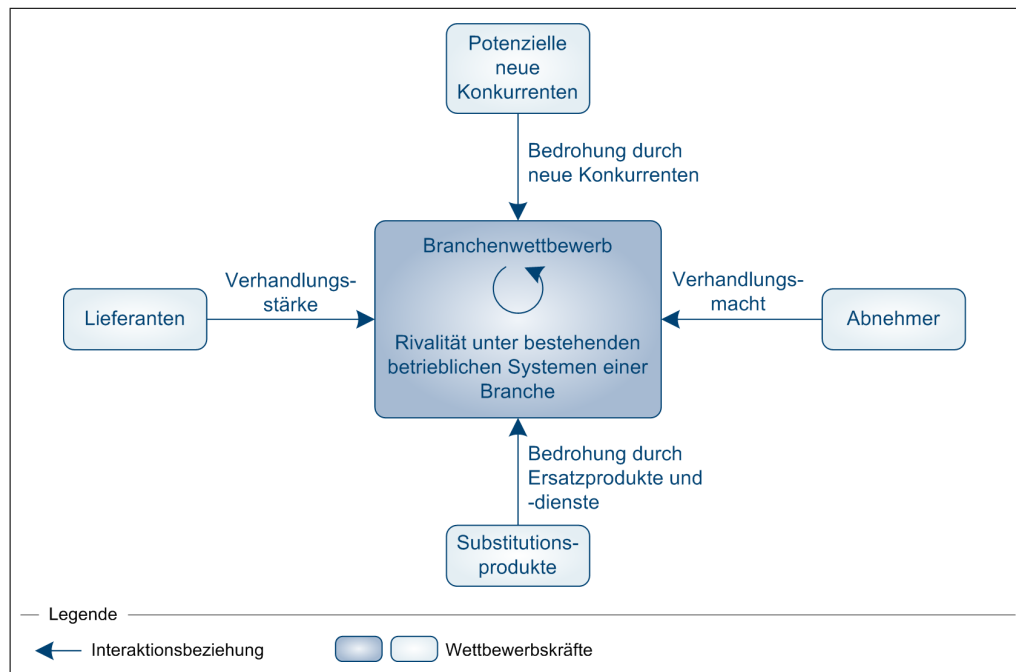 Potenzielle
neue
Konkurrenten
Bedrohung durch
neue Konkurrenten
Branchenwettbewerb
Rivalität unter bestehenden
betrieblichen Systemen einer
Branche
Lieferanten
Verhandlungs-
stärke
Verhandlungs-
macht
Abnehmer
Bedrohung durch
Ersatzprodukte und
-dienste
Substitutions-
produkte
Legende
Interaktionsbeziehung
Wettbewerbskräfte